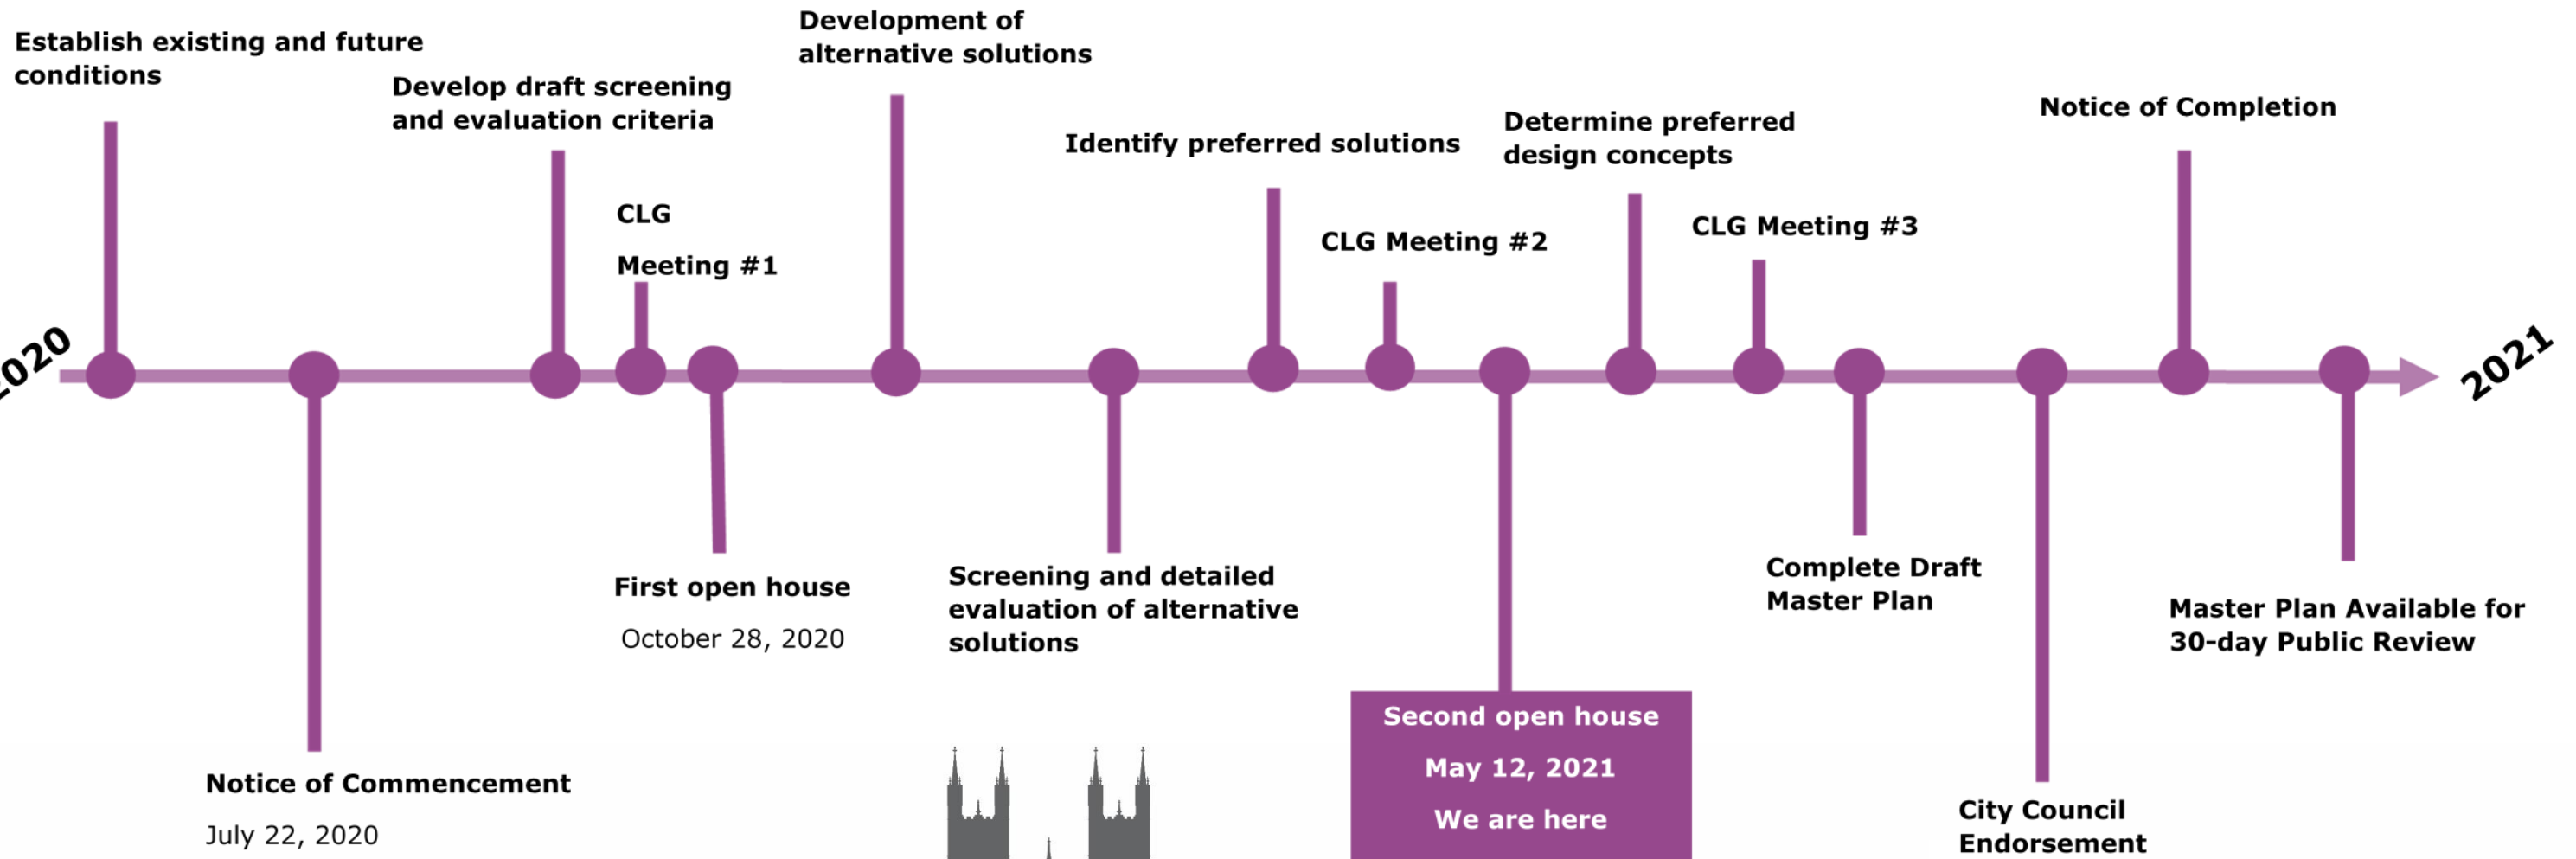 Establish existing and future
conditions
Develop draft screening
and evaluation criteria
CLG
Meeting #1
Development of
alternative solutions
Identify preferred solutions
CLG Meeting #2
Determine preferred
design concepts
CLG Meeting #3
Notice of Completion
2020
2021
Notice of Commencement
July 22, 2020
First open house
October 28, 2020
Screening and detailed
evaluation of alternative
solutions
Second open house
May 12, 2021
We are here
Complete Draft
Master Plan
City Council
Endorsement
Master Plan Available for
30-day Public Review